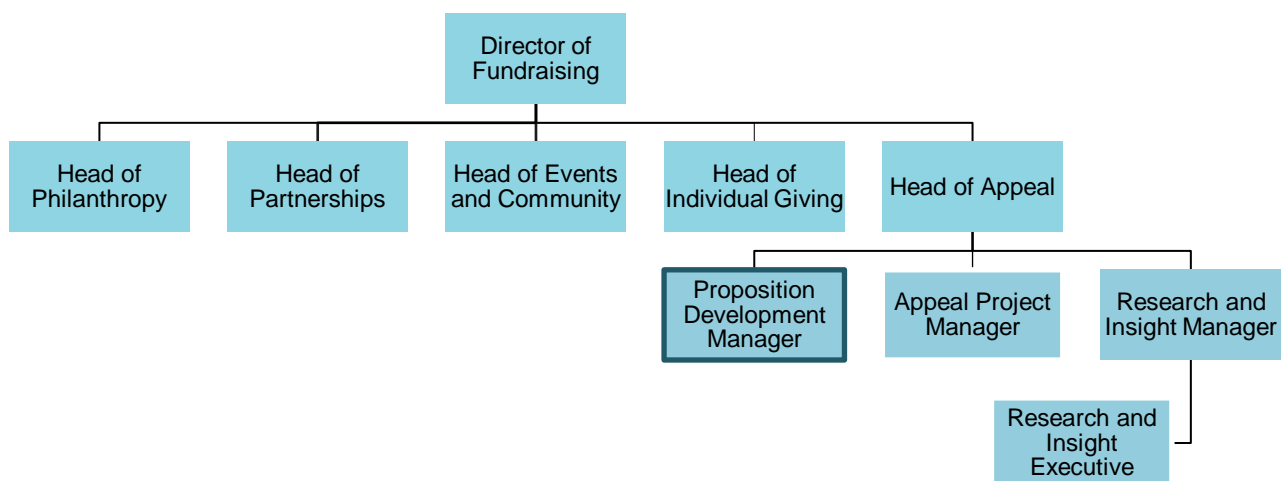 Director of
Fundraising
Head of
Philanthropy
Head of
Partnerships
Head of Events
and Community
Head of
Individual Giving
Head of Appeal
Proposition
Development
Manager
Appeal Project
Manager
Research and
Insight Manager
Research and
Insight
Executive